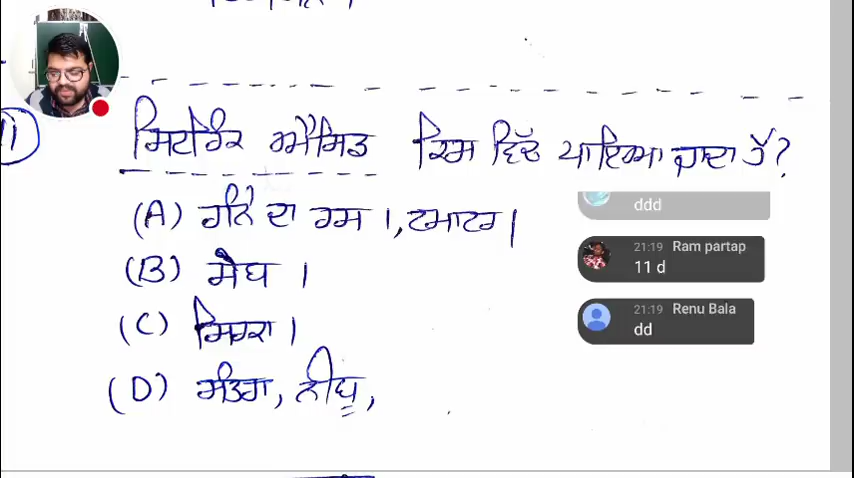 11
ਸਿਟਰਿਕ ਐਸਿਡ ਕਿਸ ਵਿੱਚ ਪਾਇਆ ਜਾਂਦਾ ਹੈ?
(A) ਗੰਨੇ ਦਾ ਰਸ।, ਟਮਾਟਰ।
(B) ਸੇਬ ।
(C) ਸਿਰਕਾ ।
(D) ਸੰਤਰਾ, ਨੀਂਬੂ,
ddd
21:19 Ram partap
11 d
21:19 Renu Bala
dd